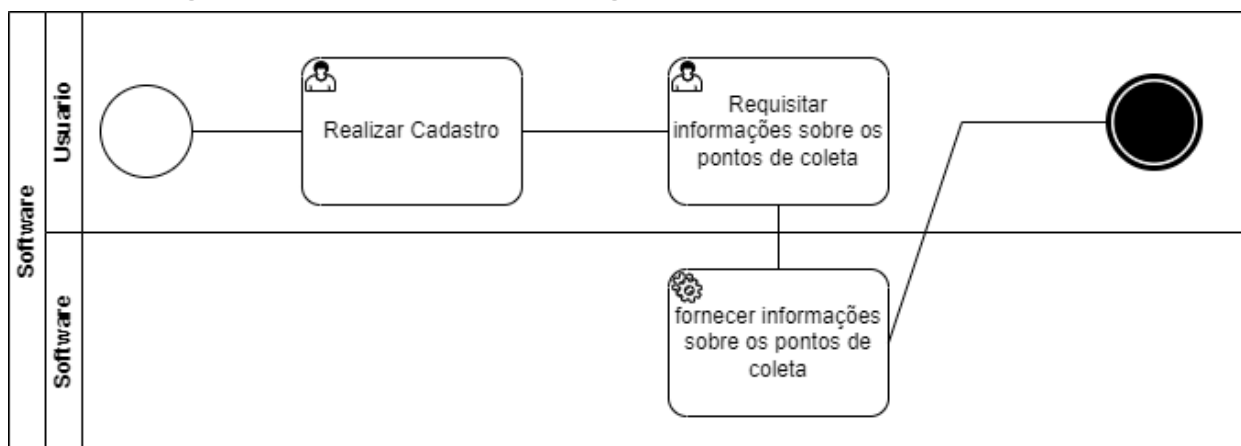 Software
Usuario
Realizar Cadastro
Requisitar
informações sobre os
pontos de coleta
Software
fornecer informações
sobre os pontos de
coleta